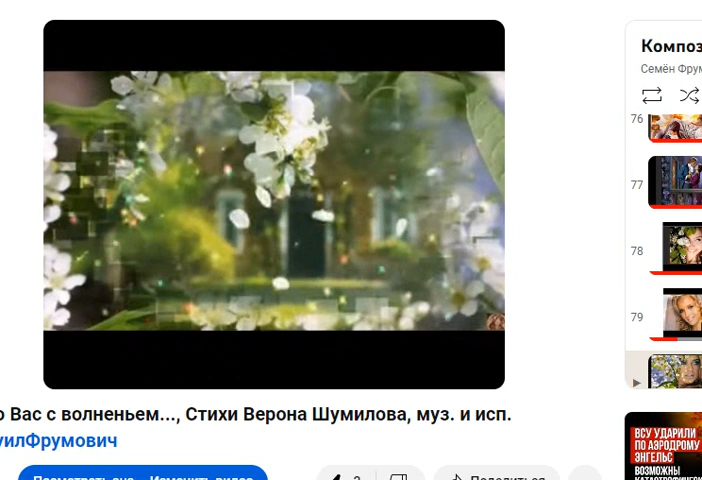 о Вас с волненьем..., Стихи Верона Шумилова, муз. и исп.
уилФрумович
Поделиться
Композ
Семён Фрум
76
77
78
79
ВСУ УДАРИЛИ
ПО АЭРОДРОМУ
ЭНГЕЛЬС
ВОЗМОЖНЫ